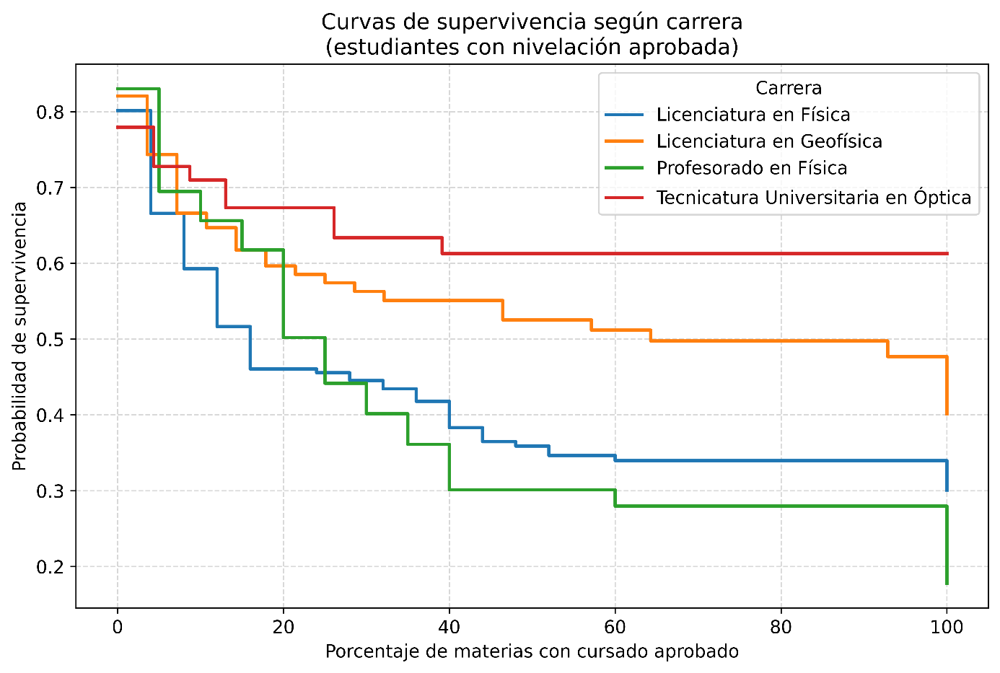 Curvas de supervivencia según carrera
(estudiantes con nivelación aprobada)
Carrera
Licenciatura en Física
Licenciatura en Geofísica
Profesorado en Física
Tecnicatura Universitaria en Óptica
Probabilidad de supervivencia
0.8
0.7
0.6
0.5
0.4
0.3
0.2
0 20 40 60 80 100
Porcentaje de materias con cursado aprobado